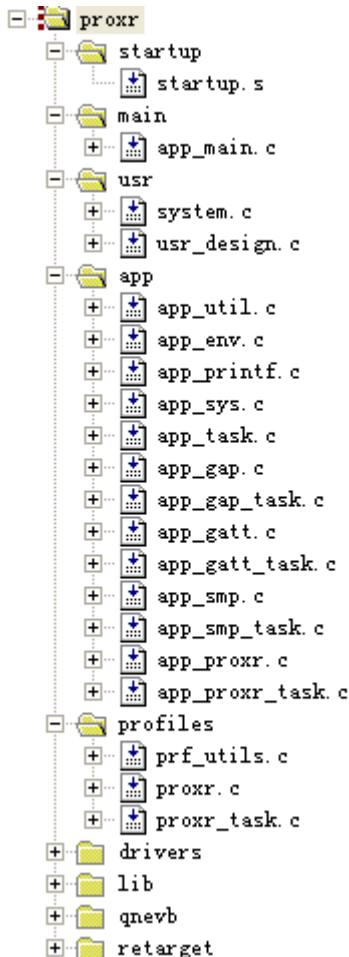 proxr
startup
startup.s
main
app_main.c
usr
system.c
usr_design.c
app
app_util.c
app_env.c
app_printf.c
app_sys.c
app_task.c
app_gap.c
app_gap_task.c
app_gatt.c
app_gatt_task.c
app_smp.c
app_smp_task.c
app_proxr.c
app_proxr_task.c
profiles
prf_utils.c
proxr.c
proxr_task.c
drivers
lib
qnevb
retarget